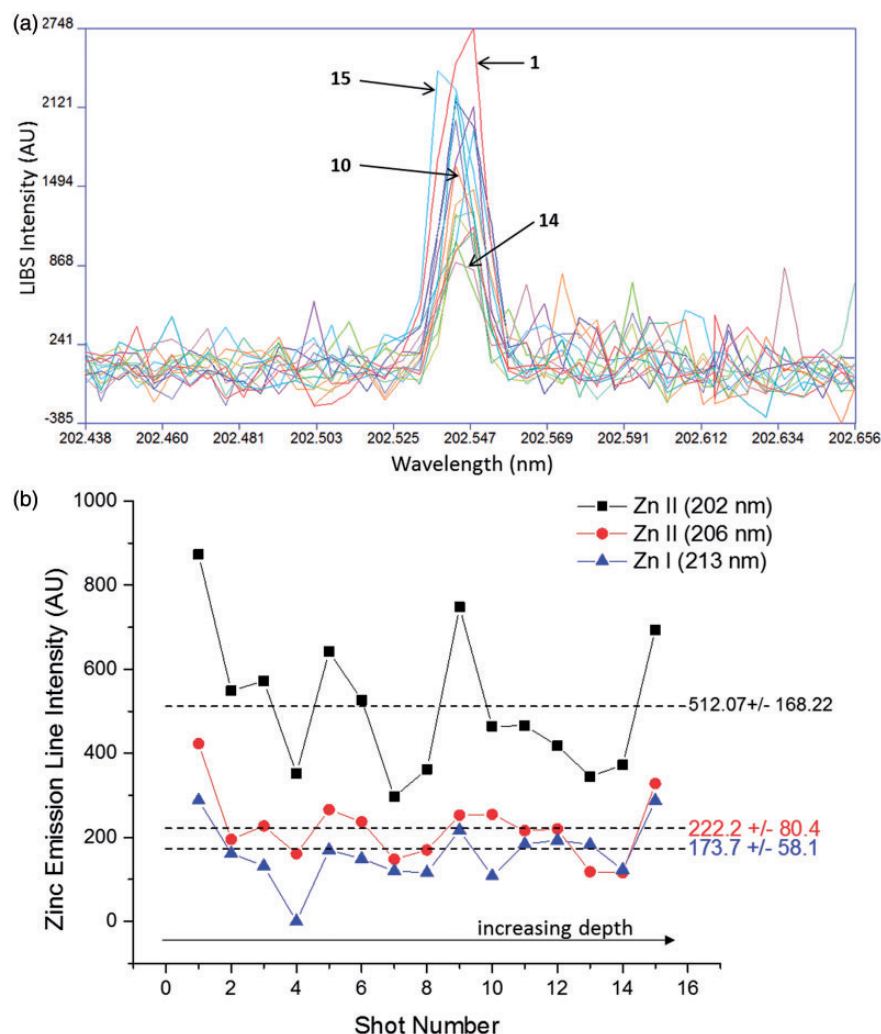 (a)
2748
2121
1494
868
241
-385
LIBS Intensity (AU)
15
1
10
14
202.438 202.460 202.481 202.503 202.525 202.547 202.569 202.591 202.612 202.634 202.656
Wavelength (nm)
(b)
1000
800
600
400
200
0
Zinc Emission Line Intensity (AU)
Zn II (202 nm)
Zn II (206 nm)
Zn I (213 nm)
512.07+/- 168.22
222.2 +/- 80.4
173.7 +/- 58.1
increasing depth
0 2 4 6 8 10 12 14 16
Shot Number